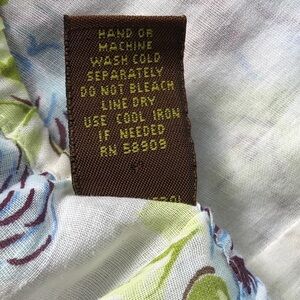 HAND OR
MACHINE
WASH COLD
SEPARATELY
DO NOT BLEACH
LINE DRY
USE COOL IRON
IF NEEDED
RN 58909